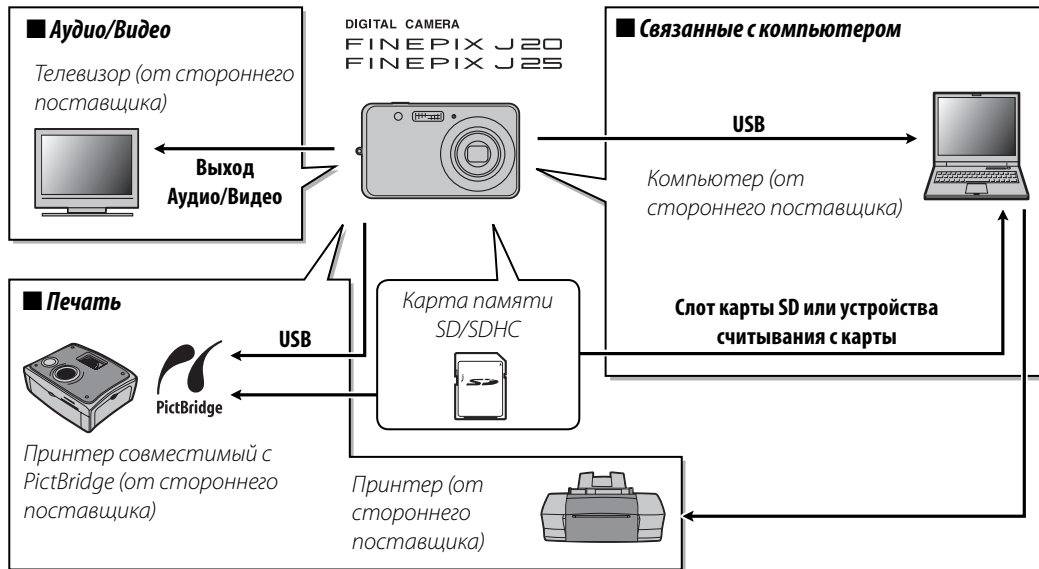 ■ Аудио/Видео
Телевизор (от стороннего
поставщика)
Выход
Аудио/Видео
DIGITAL CAMERA
FINEPIX J20
FINEPIX J25
■ Связанные с компьютером
USB
Компьютер (от
стороннего поставщика)
Слот карты SD или устройства
считывания с карты
Карта памяти
SD/SDHC
SD
■ Печать
USB
PictBridge
Принтер совместимый с
PictBridge (от стороннего
поставщика)
Принтер (от
стороннего
поставщика)